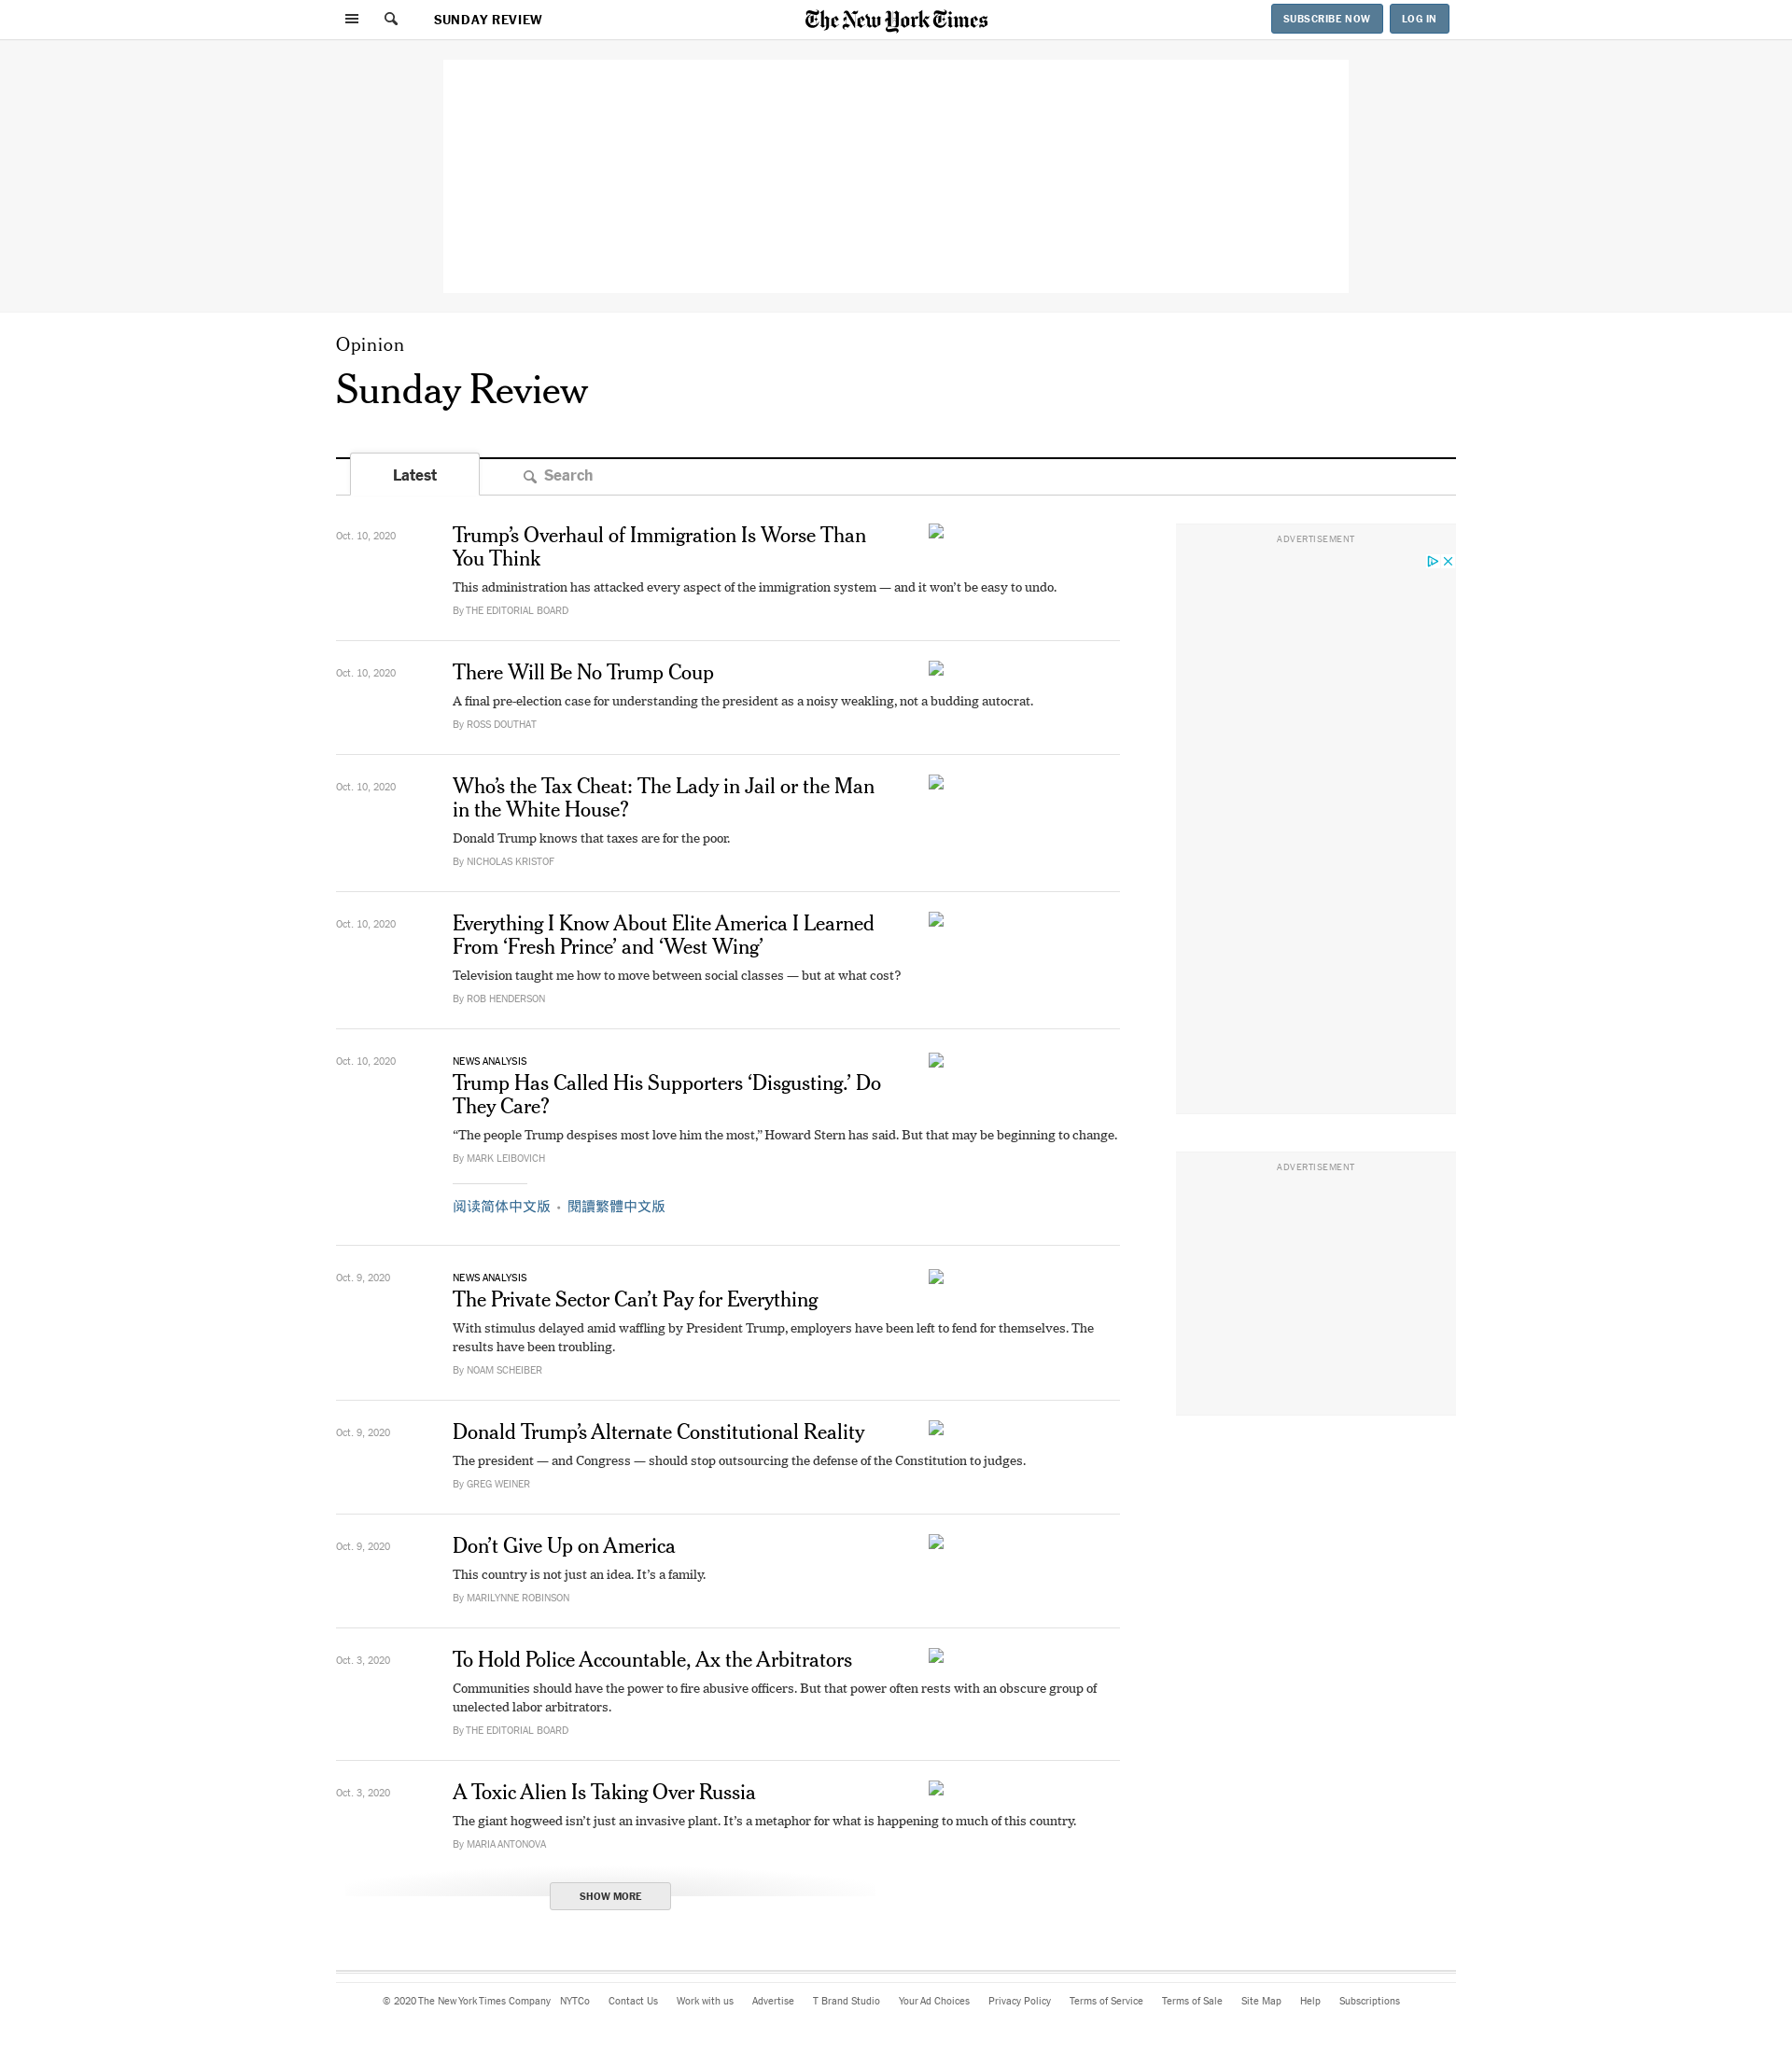 SUNDAY REVIEW
The New York Times
SUBSCRIBE NOW
LOG IN
Opinion
Sunday Review
Latest
Search
Oct. 10, 2020
Trump’s Overhaul of Immigration Is Worse Than
You Think
This administration has attacked every aspect of the immigration system — and it won’t be easy to undo.
By THE EDITORIAL BOARD
Oct. 10, 2020
There Will Be No Trump Coup
A final pre-election case for understanding the president as a noisy weakling, not a budding autocrat.
By ROSS DOUTHAT
Oct. 10, 2020
Who’s the Tax Cheat: The Lady in Jail or the Man
in the White House?
Donald Trump knows that taxes are for the poor.
By NICHOLAS KRISTOF
Oct. 10, 2020
Everything I Know About Elite America I Learned
From ‘Fresh Prince’ and ‘West Wing’
Television taught me how to move between social classes — but at what cost?
By ROB HENDERSON
Oct. 10, 2020
NEWS ANALYSIS
Trump Has Called His Supporters ‘Disgusting.’ Do
They Care?
“The people Trump despises most love him the most,” Howard Stern has said. But that may be beginning to change.
By MARK LEIBOVICH
阅读简体中文版 • 閱讀繁體中文版
Oct. 9, 2020
NEWS ANALYSIS
The Private Sector Can’t Pay for Everything
With stimulus delayed amid waffling by President Trump, employers have been left to fend for themselves. The
results have been troubling.
By NOAM SCHEIBER
Oct. 9, 2020
Donald Trump’s Alternate Constitutional Reality
The president — and Congress — should stop outsourcing the defense of the Constitution to judges.
By GREG WEINER
Oct. 9, 2020
Don’t Give Up on America
This country is not just an idea. It’s a family.
By MARILYNNE ROBINSON
Oct. 3, 2020
To Hold Police Accountable, Ax the Arbitrators
Communities should have the power to fire abusive officers. But that power often rests with an obscure group of
unelected labor arbitrators.
By THE EDITORIAL BOARD
Oct. 3, 2020
A Toxic Alien Is Taking Over Russia
The giant hogweed isn’t just an invasive plant. It’s a metaphor for what is happening to much of this country.
By MARIA ANTONOVA
SHOW MORE
ADVERTISEMENT
ADVERTISEMENT
© 2020 The New York Times Company NYTCo Contact Us Work with us Advertise T Brand Studio Your Ad Choices Privacy Policy Terms of Service Terms of Sale Site Map Help Subscriptions